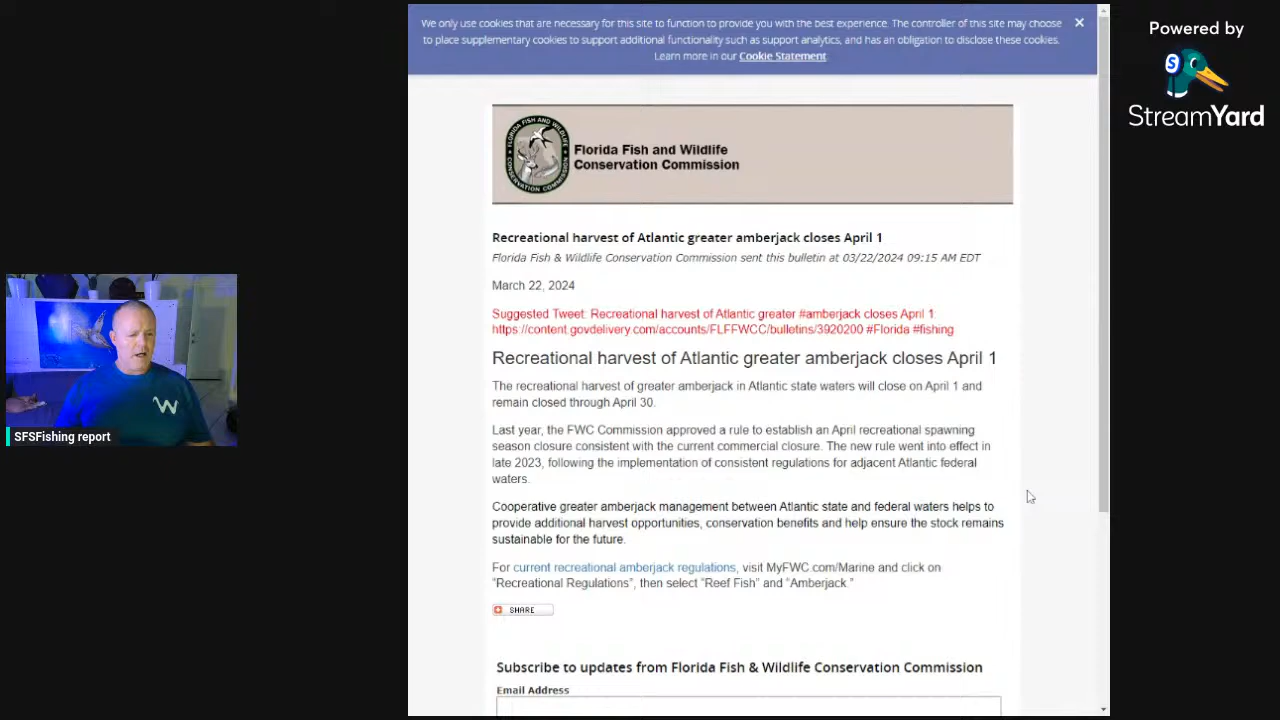 We only use cookies that are necessary for this site to function to provide you with the best experience. The controller of this site may choose
to place supplementary cookies to support additional functionality such as support analytics, and has an obligation to disclose these cookies.
Learn more in our Cookie Statement
Powered by
StreamYard
FLORIDA FISH AND WILDLIFE
CONSERVATION COMMISSION
Florida Fish and Wildlife
Conservation Commission
Recreational harvest of Atlantic greater amberjack closes April 1
Florida Fish & Wildlife Conservation Commission sent this bulletin at 03/22/2024 09:15 AM EDT
March 22, 2024
Suggested Tweet: Recreational harvest of Atlantic greater #amberjack closes April 1
https://content.govdelivery.com/accounts/FLFFWCC/bulletins/3920200 #Florida #fishing
Recreational harvest of Atlantic greater amberjack closes April 1
The recreational harvest of greater amberjack in Atlantic state waters will close on April 1 and
remain closed through April 30.
Last year, the FWC Commission approved a rule to establish an April recreational spawning
season closure consistent with the current commercial closure. The new rule went into effect in
late 2023, following the implementation of consistent regulations for adjacent Atlantic federal
waters.
Cooperative greater amberjack management between Atlantic state and federal waters helps to
provide additional harvest opportunities, conservation benefits and help ensure the stock remains
sustainable for the future.
For current recreational amberjack regulations, visit MyFWC.com/Marine and click on
"Recreational Regulations", then select "Reef Fish" and "Amberjack."
SHARE
Subscribe to updates from Florida Fish & Wildlife Conservation Commission
Email Address
SFSFishing report